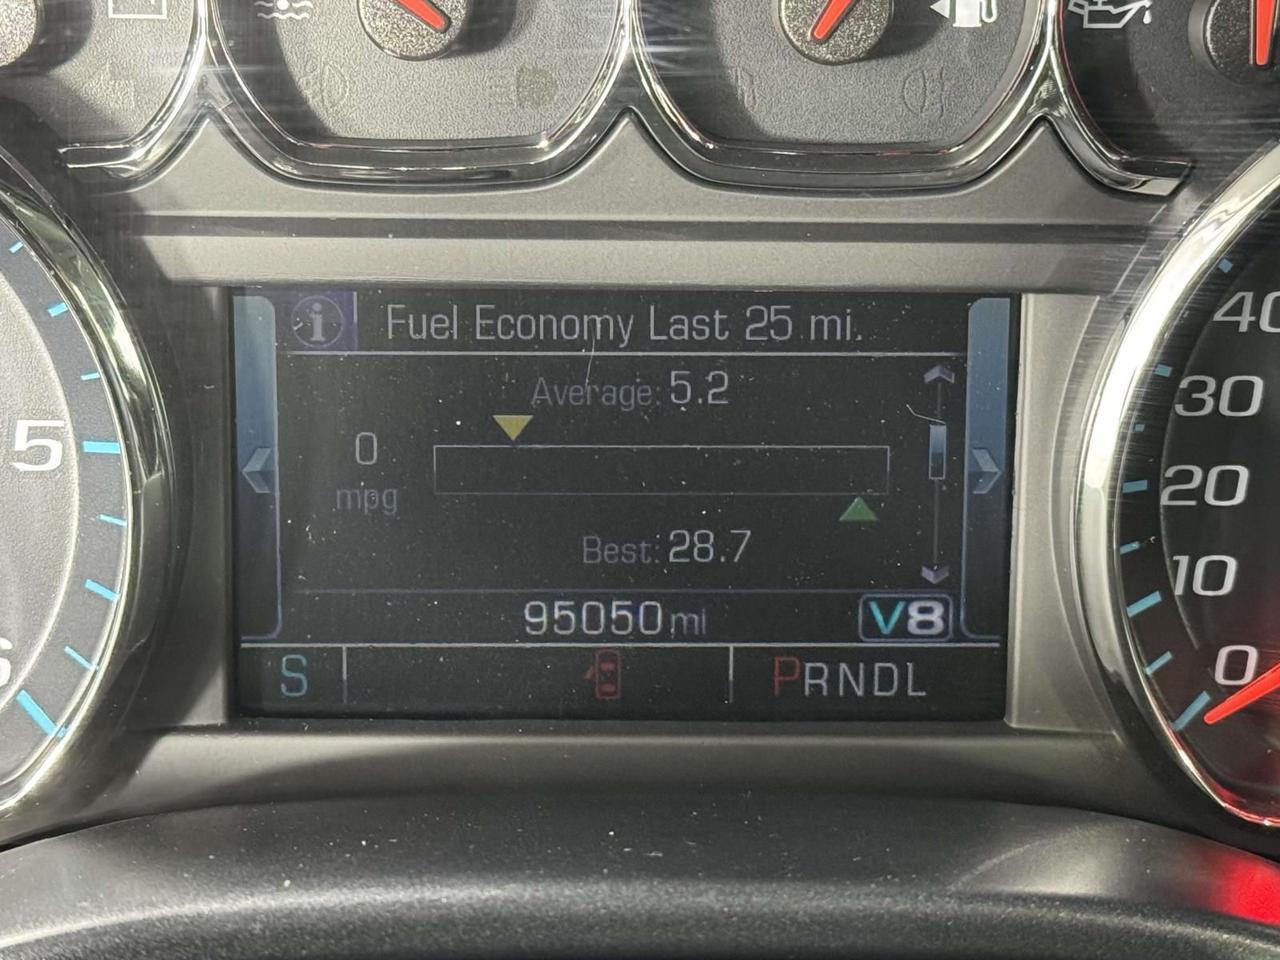 Fuel Economy Last 25 mi.
Average: 5.2
0
mpg
Best: 28.7
95050 mi
V8
S
PRNDL
5
6
40
30
20
10
0